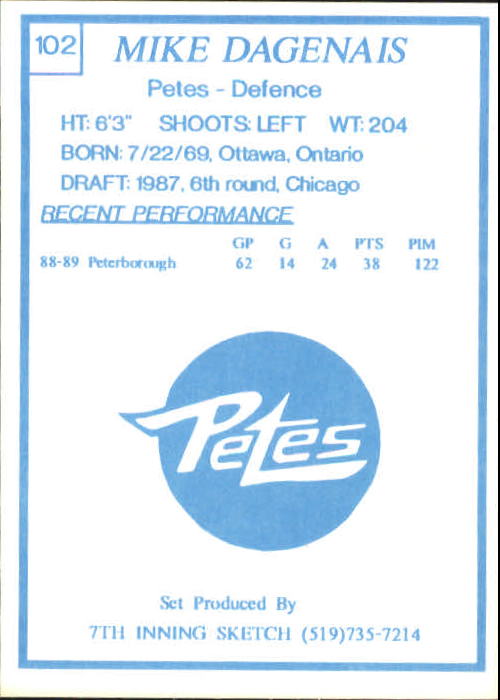 102
MIKE DAGENAIS
Petes - Defence
HT: 6'3" SHOOTS: LEFT WT: 204
BORN: 7/22/69, Ottawa, Ontario
DRAFT: 1987, 6th round, Chicago
RECENT PERFORMANCE
GP G A PTS PIM
88-89 Peterborough 62 14 24 38 122
Petes
Set Produced By
7TH INNING SKETCH (519)735-7214